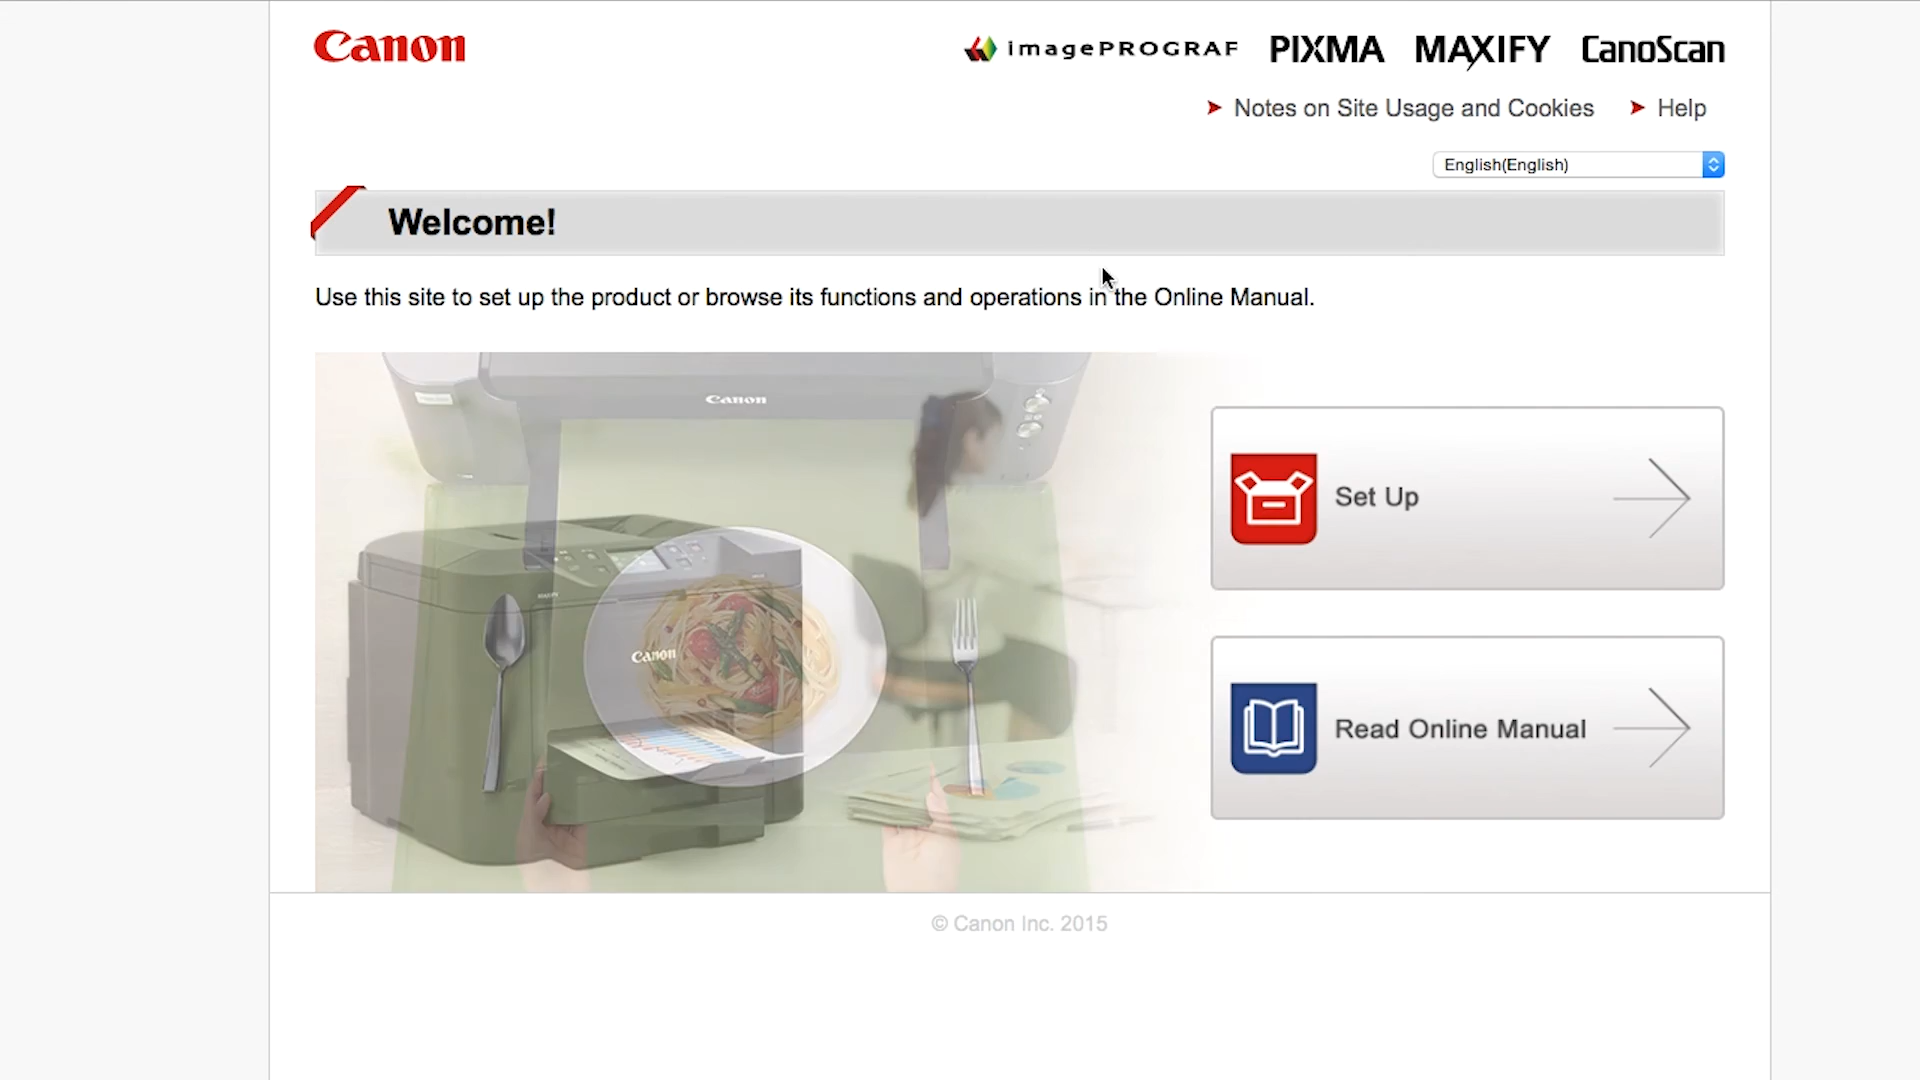 Canon
imagePROGRAF PIXMA MAXIFY CanoScan
Notes on Site Usage and Cookies Help
English(English)
Welcome!
Use this site to set up the product or browse its functions and operations in the Online Manual.
Canon
Set Up
Canon
Read Online Manual
© Canon Inc. 2015